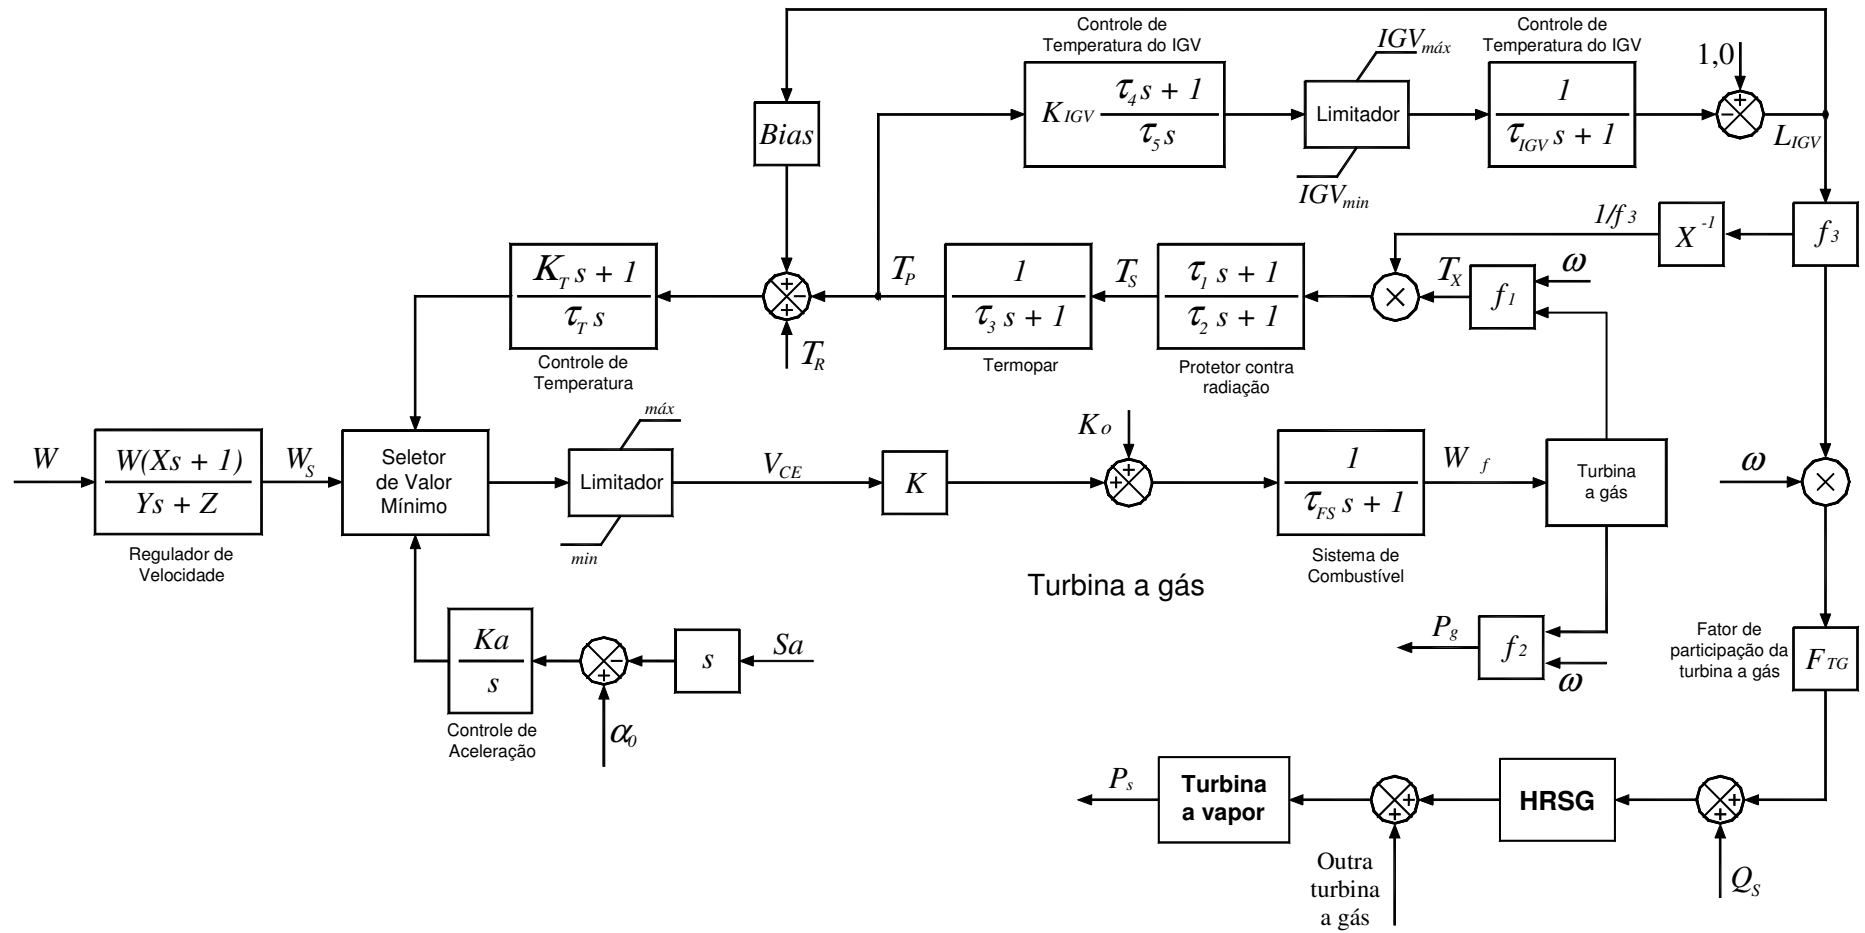 Controle de
Temperatura do IGV
IGVmáx
Controle de
Temperatura do IGV
1,0
+
−
Bias
KIGV τ4 s + 1
τ5 s
Limitador
1
τIGV s + 1
LIGV
IGVmin
1/f3
X-1
f3
KT s + 1
τT s
+
−
+
TP
1
τ3 s + 1
TS
τ1 s + 1
τ2 s + 1
×
TX
f1
ω
Controle de
Temperatura
TR
Termopar
Protetor contra
radiação
máx
Ko
W
W(Xs + 1)
Ys + Z
WS
Seletor
de Valor
Mínimo
Limitador
VCE
K
+
+
1
τFS s + 1
W f
Turbina
a gás
ω
×
min
Regulador de
Velocidade
Sistema de
Combustível
Turbina a gás
Ka
s
−
+
s
Sa
Pg
f2
ω
Fator de
participação da
turbina a gás
FTG
Controle de
Aceleração
α0
Ps
Turbina
a vapor
+
+
HRSG
+
+
Outra
turbina
a gás
QS